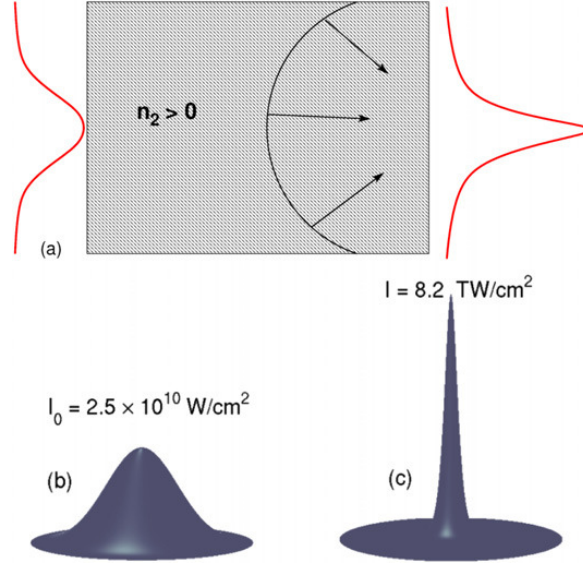 n₂ > 0
(a)
I = 8.2 TW/cm²
I₀ = 2.5 × 10¹⁰ W/cm²
(b)
(c)